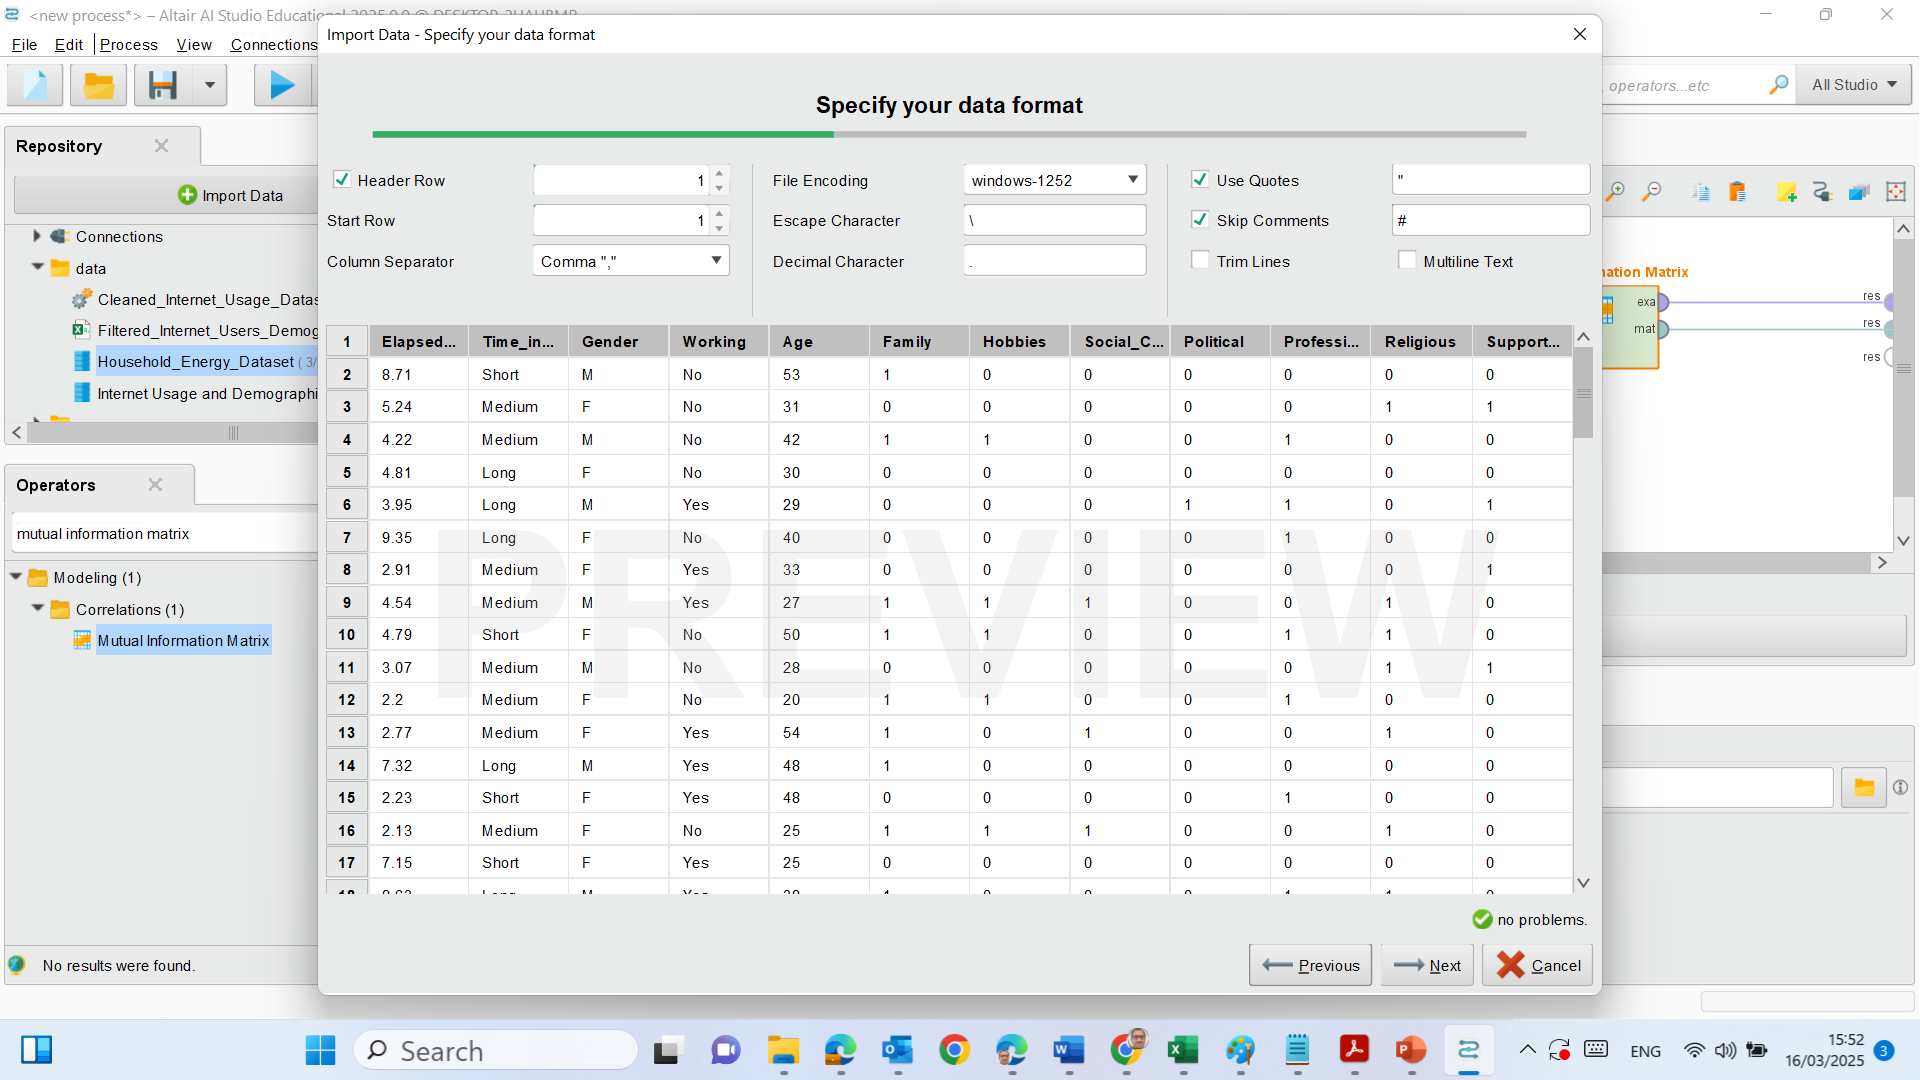 <new process*> – Altair AI Studio Educational 2025.0.0 @ DESKTOP-
File Edit Process View Connections
Import Data - Specify your data format
Specify your data format
operators...etc
All Studio
Repository
Import Data
Connections
data
Cleaned_Internet_Usage_Datas
Filtered_Internet_Users_Demog
Household_Energy_Dataset ( 3/
Internet Usage and Demographi
Operators
mutual information matrix
Modeling (1)
Correlations (1)
Mutual Information Matrix
No results were found.
Header Row 1 File Encoding windows-1252 Use Quotes "
Start Row 1 Escape Character \ Skip Comments #
Column Separator Comma "," Decimal Character . Trim Lines Multiline Text
1 Elapsed... Time_in... Gender Working Age Family Hobbies Social_C... Political Professi... Religious Support...
2 8.71 Short M No 53 1 0 0 0 0 0 0
3 5.24 Medium F No 31 0 0 0 0 0 1 1
4 4.22 Medium M No 42 1 1 0 0 1 0 0
5 4.81 Long F No 30 0 0 0 0 0 0 0
6 3.95 Long M Yes 29 0 0 0 1 1 0 1
7 9.35 Long F No 40 0 0 0 0 1 0 0
8 2.91 Medium F Yes 33 0 0 0 0 0 0 1
9 4.54 Medium M Yes 27 1 1 1 0 0 1 0
10 4.79 Short F No 50 1 1 0 0 1 1 0
11 3.07 Medium M No 28 0 0 0 0 0 1 1
12 2.2 Medium F No 20 1 1 0 0 1 0 0
13 2.77 Medium F Yes 54 1 0 1 0 0 1 0
14 7.32 Long M Yes 48 1 0 0 0 0 0 0
15 2.23 Short F Yes 48 0 0 0 0 1 0 0
16 2.13 Medium F No 25 1 1 1 0 0 1 0
17 7.15 Short F Yes 25 0 0 0 0 0 0 0
PREVIEW
no problems.
Previous Next Cancel
ation Matrix
exa res
mat res
res
Search
ENG
15:52
16/03/2025
3